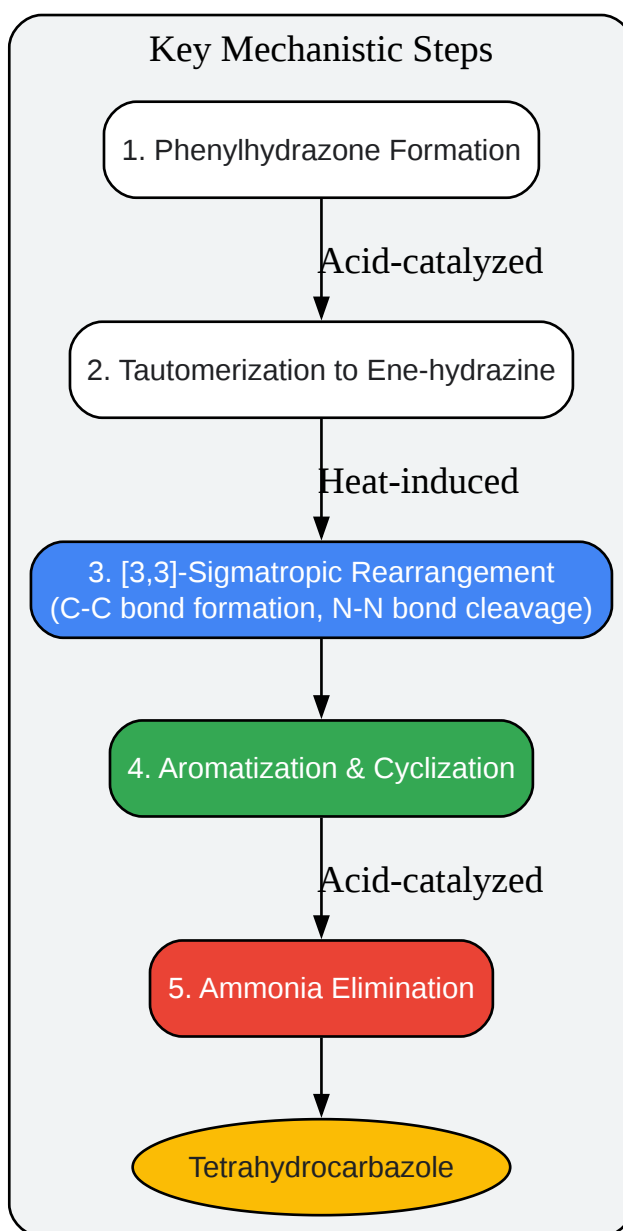 Key Mechanistic Steps
1. Phenylhydrazone Formation
Acid-catalyzed
2. Tautomerization to Ene-hydrazine
Heat-induced
3. [3,3]-Sigmatropic Rearrangement
(C-C bond formation, N-N bond cleavage)
4. Aromatization & Cyclization
Acid-catalyzed
5. Ammonia Elimination
Tetrahydrocarbazole